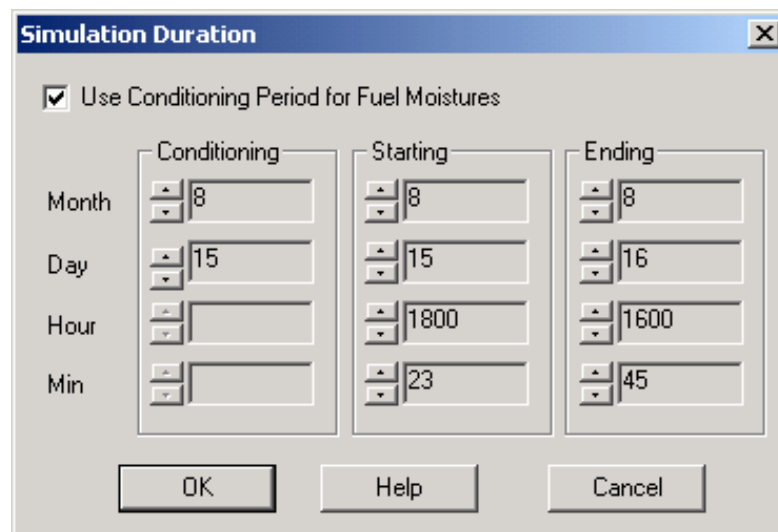 Simulation Duration
Use Conditioning Period for Fuel Moistures
Conditioning Starting Ending
Month 8 8 8
Day 15 15 16
Hour 1800 1600
Min 23 45
OK Help Cancel